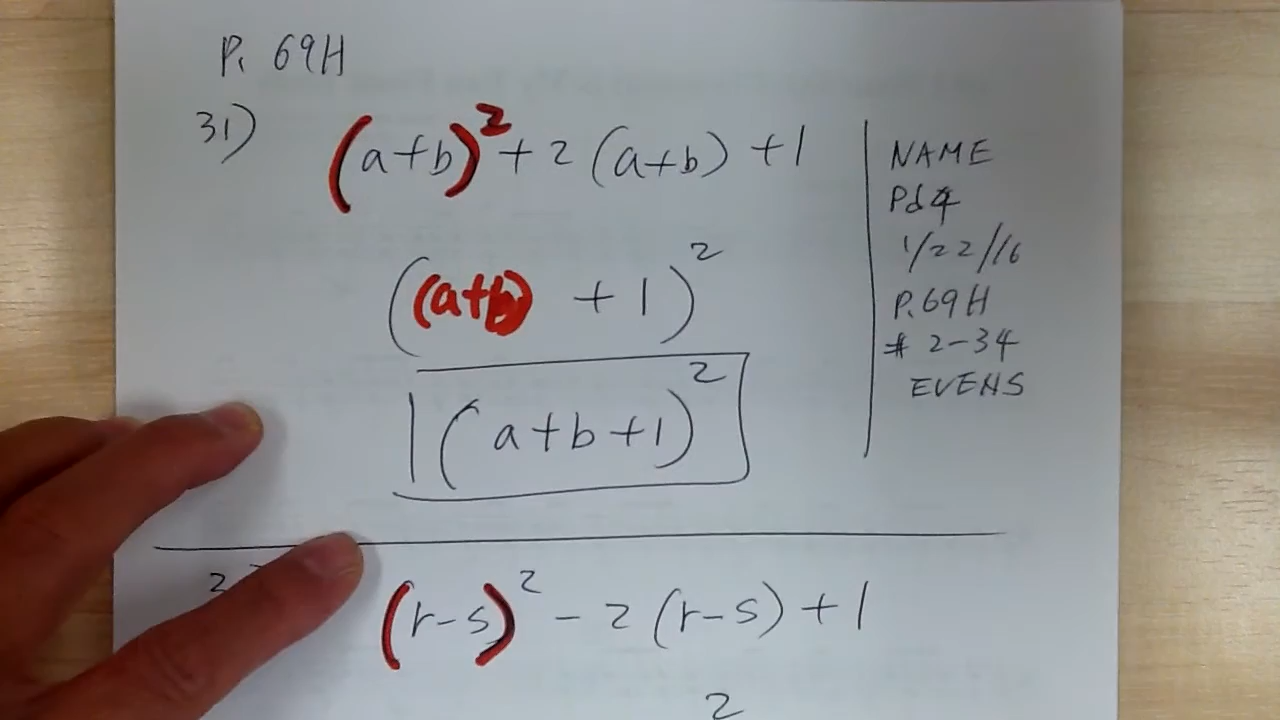 P. 69H
31) (a+b)² + 2 (a+b) + 1
((a+b) + 1)²
(a+b+1)²
NAME
Pd 4
1/22/16
P. 69H
# 2-34
EVENS
(r-s)² - 2 (r-s) + 1
2